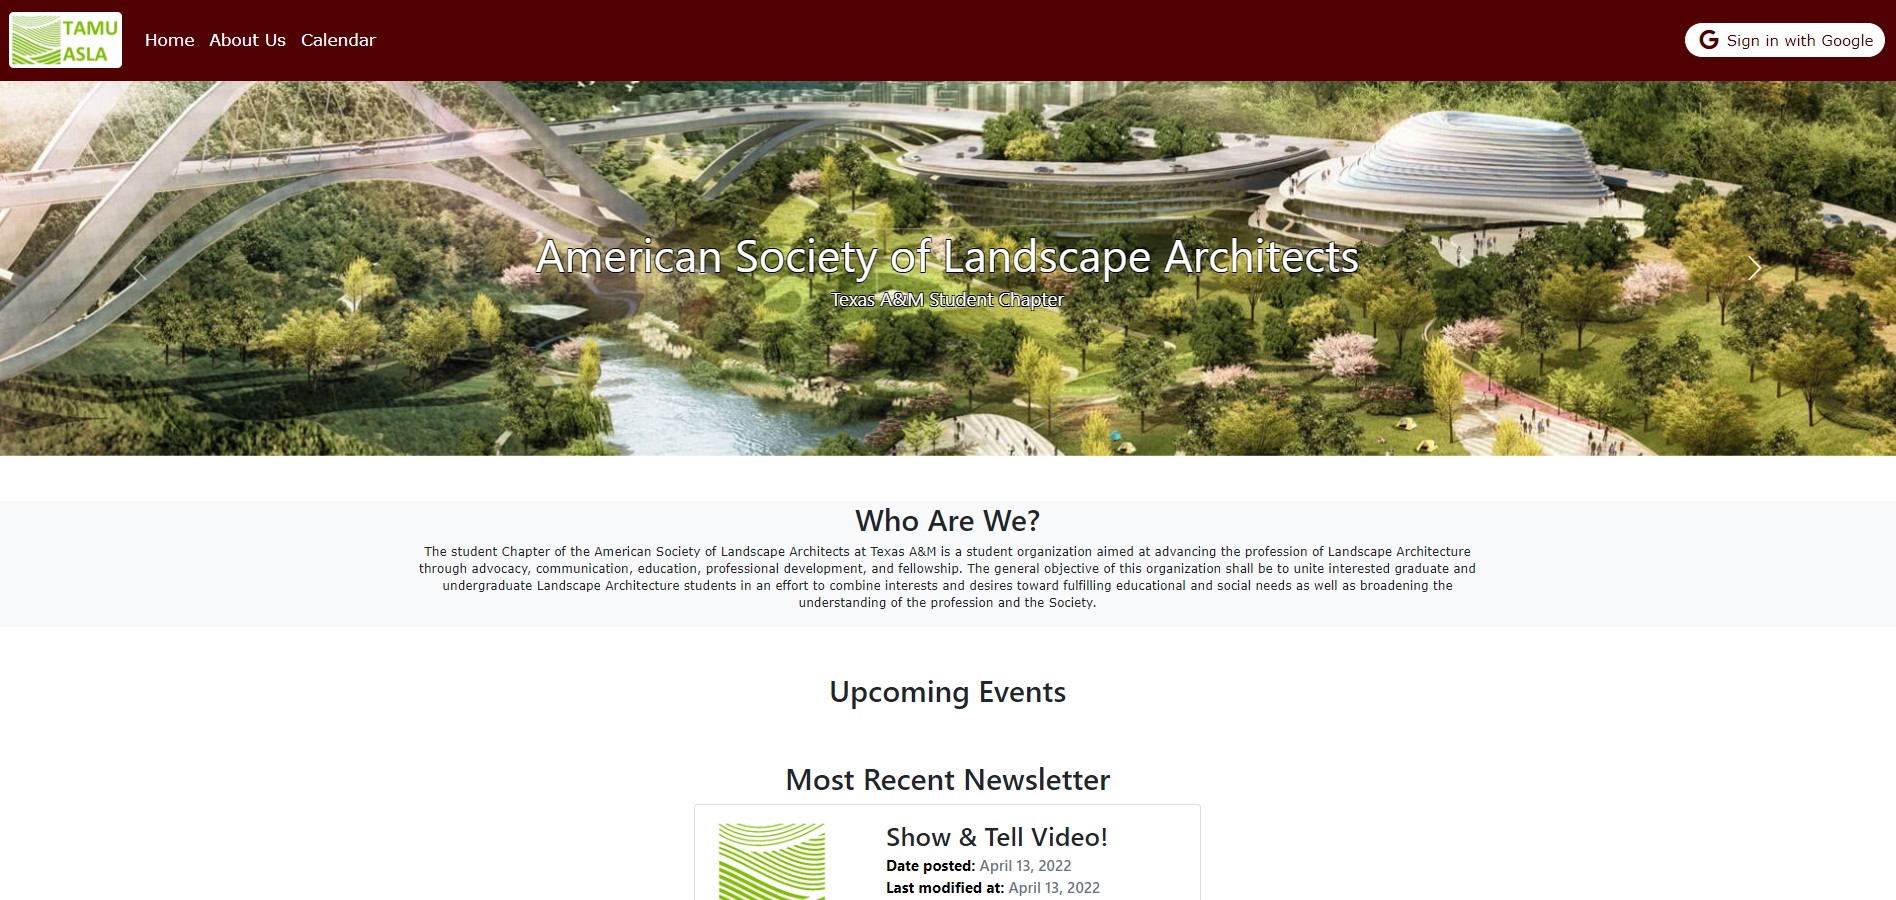 TAMU
ASLA
Home
About Us
Calendar
Sign in with Google
American Society of Landscape Architects
Texas A&M Student Chapter
Who Are We?
The student Chapter of the American Society of Landscape Architects at Texas A&M is a student organization aimed at advancing the profession of Landscape Architecture
through advocacy, communication, education, professional development, and fellowship. The general objective of this organization shall be to unite interested graduate and
undergraduate Landscape Architecture students in an effort to combine interests and desires toward fulfilling educational and social needs as well as broadening the
understanding of the profession and the Society.
Upcoming Events
Most Recent Newsletter
Show & Tell Video!
Date posted: April 13, 2022
Last modified at: April 13, 2022